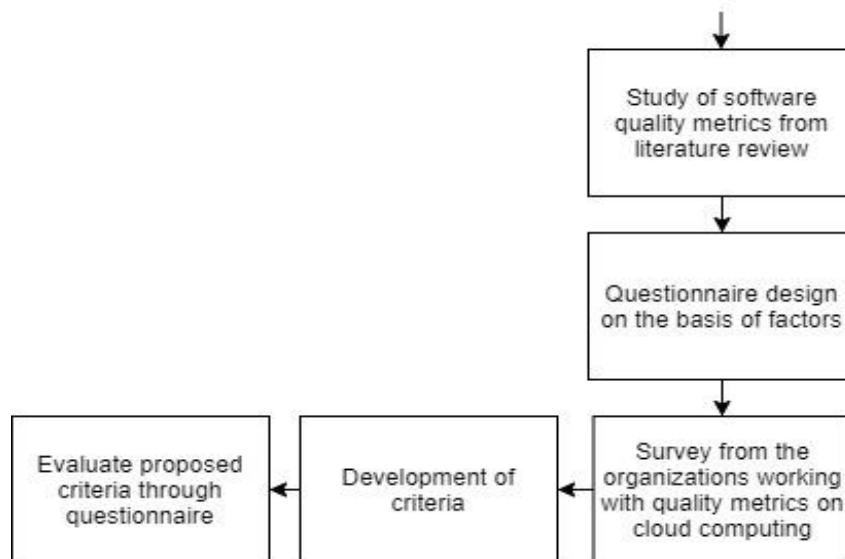 Study of software
quality metrics from
literature review
Questionnaire design
on the basis of factors
Survey from the
organizations working
with quality metrics on
cloud computing
Development of
criteria
Evaluate proposed
criteria through
questionnaire